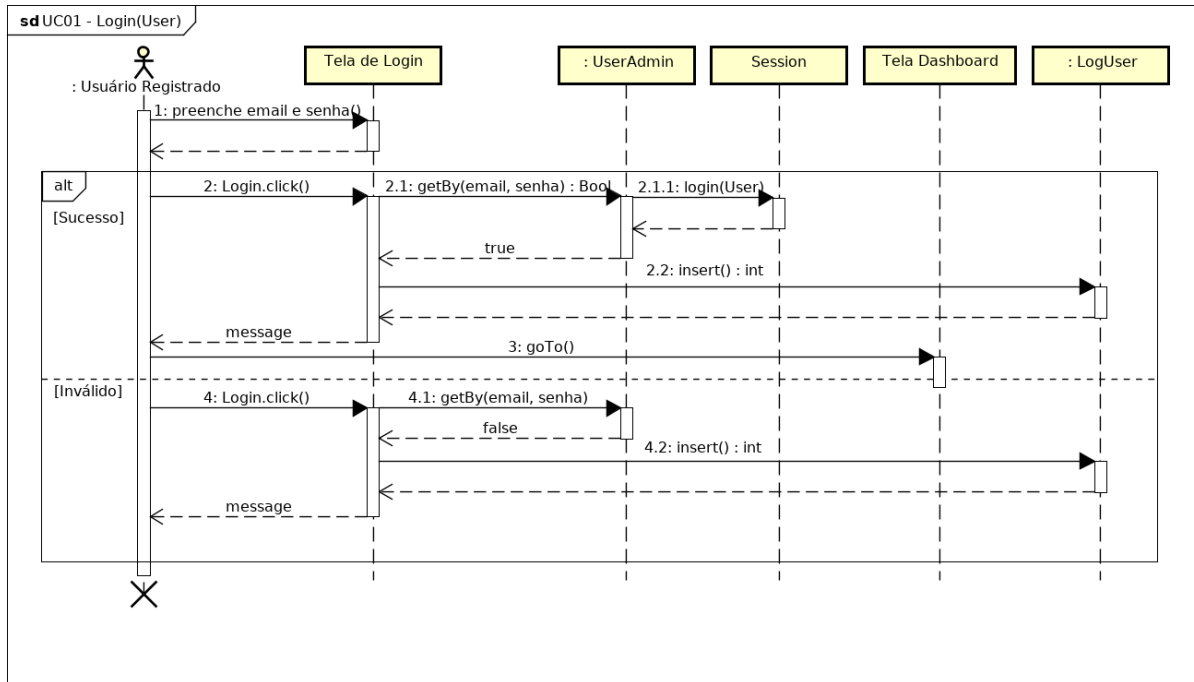 sd UC01 - Login(User)
: Usuário Registrado
Tela de Login
: UserAdmin
Session
Tela Dashboard
: LogUser
1: preenche email e senha()
alt
[Sucesso]
2: Login.click()
2.1: getBy(email, senha) : Bool
2.1.1: login(User)
true
2.2: insert() : int
message
3: goTo()
[Inválido]
4: Login.click()
4.1: getBy(email, senha)
false
4.2: insert() : int
message